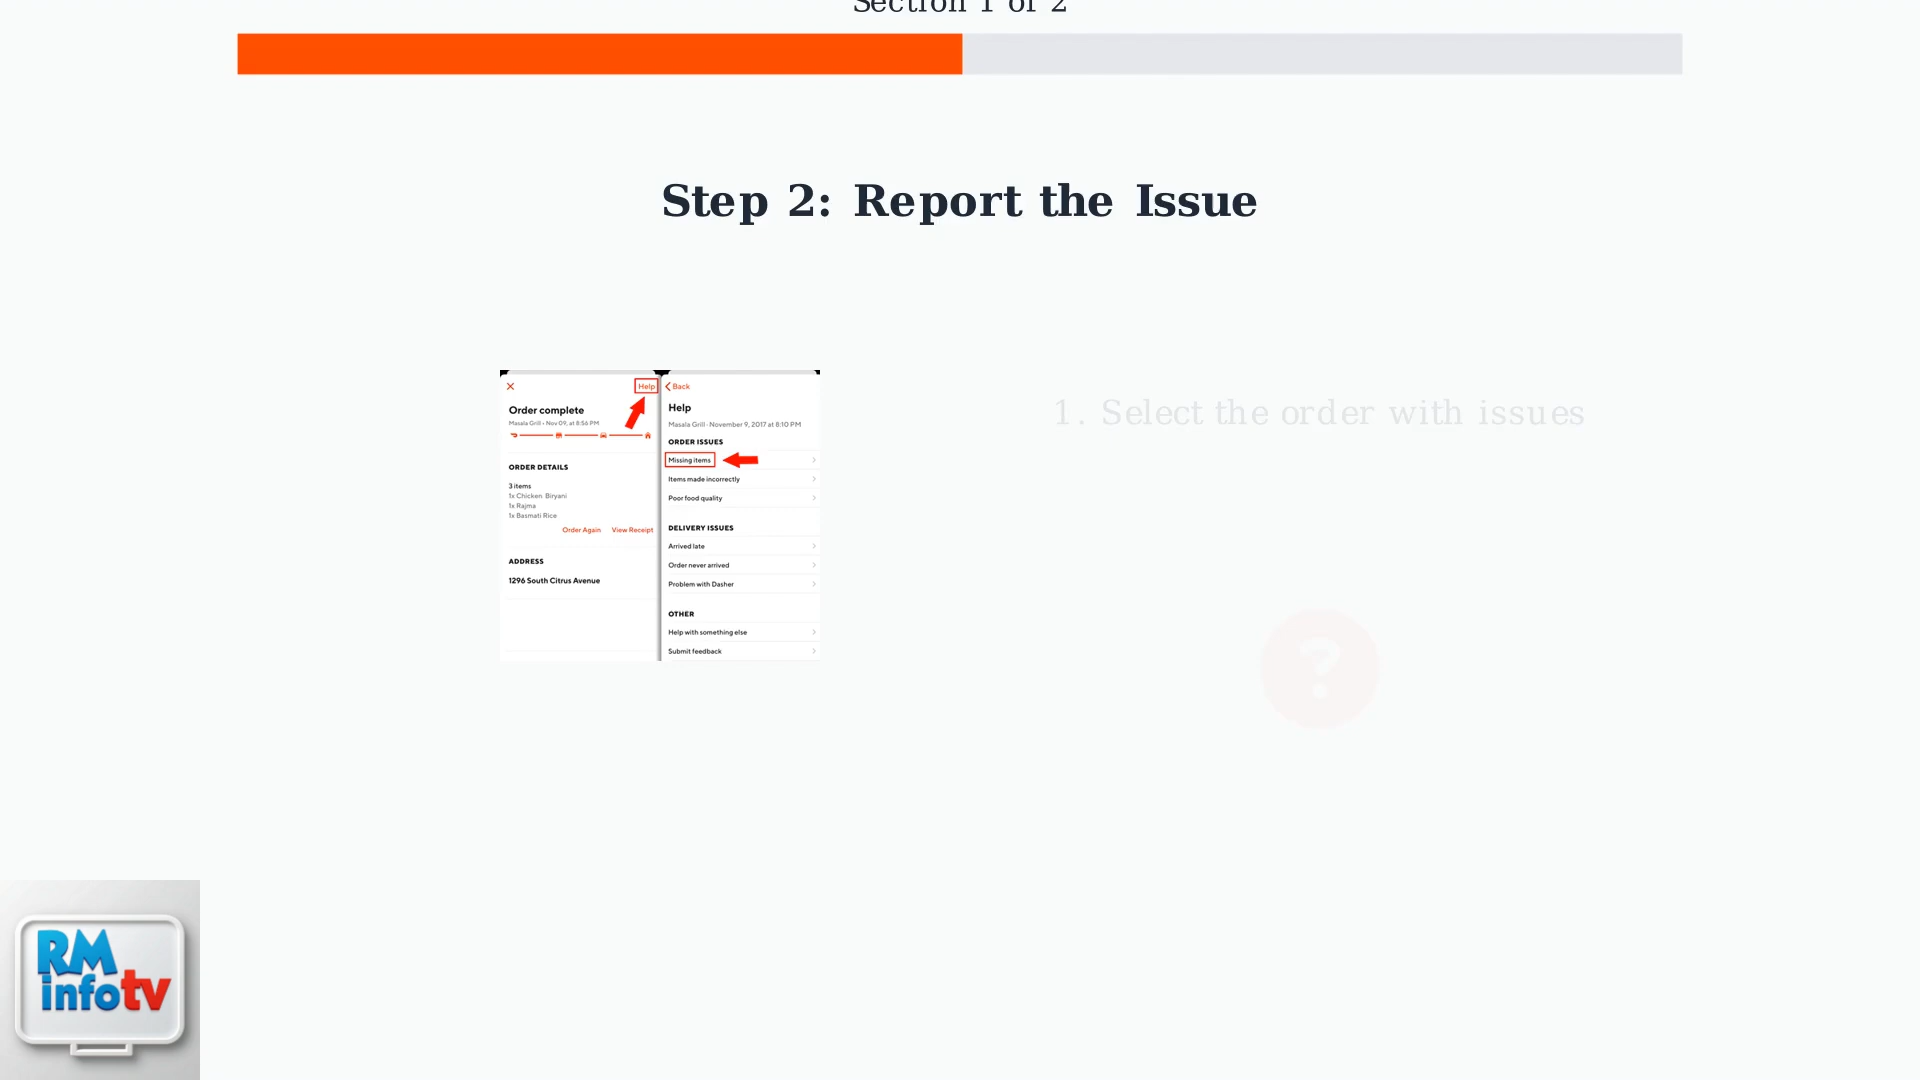 Section 1 of 2
Step 2: Report the Issue
Help
Order complete
Masala Grill • Nov 09, at 8:56 PM
ORDER DETAILS
3 items
1x Chicken Biryani
1x Rajma
1x Basmati Rice
Order Again View Receipt
ADDRESS
1296 South Citrus Avenue
Back
Help
Masala Grill · November 9, 2017 at 8:10 PM
ORDER ISSUES
Missing items
Items made incorrectly
Poor food quality
DELIVERY ISSUES
Arrived late
Order never arrived
Problem with Dasher
OTHER
Help with something else
Submit feedback
1. Select the order with issues
?
RM
infotv